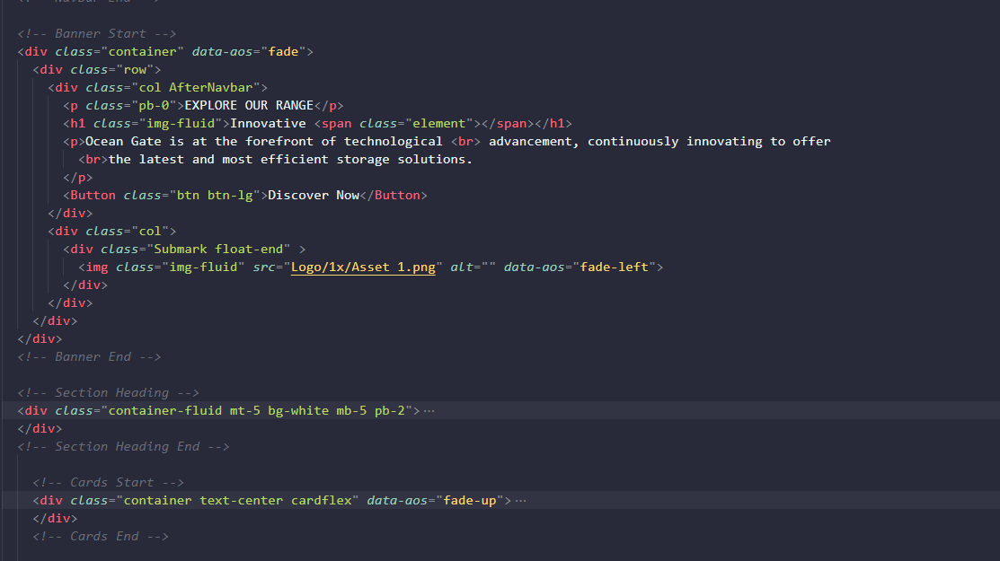 <!-- Navbar End -->
<!-- Banner Start -->
<div class="container" data-aos="fade">
<div class="row">
<div class="col AfterNavbar">
<p class="pb-0">EXPLORE OUR RANGE</p>
<h1 class="img-fluid">Innovative <span class="element"></span></h1>
<p>Ocean Gate is at the forefront of technological <br> advancement, continuously innovating to offer
<br>the latest and most efficient storage solutions.
</p>
<Button class="btn btn-lg">Discover Now</Button>
</div>
<div class="col">
<div class="Submark float-end" >
<img class="img-fluid" src="Logo/1x/Asset 1.png" alt="" data-aos="fade-left">
</div>
</div>
</div>
</div>
<!-- Banner End -->
<!-- Section Heading -->
<div class="container-fluid mt-5 bg-white mb-5 pb-2">···
</div>
<!-- Section Heading End -->
<!-- Cards Start -->
<div class="container text-center cardflex" data-aos="fade-up">···
</div>
<!-- Cards End -->